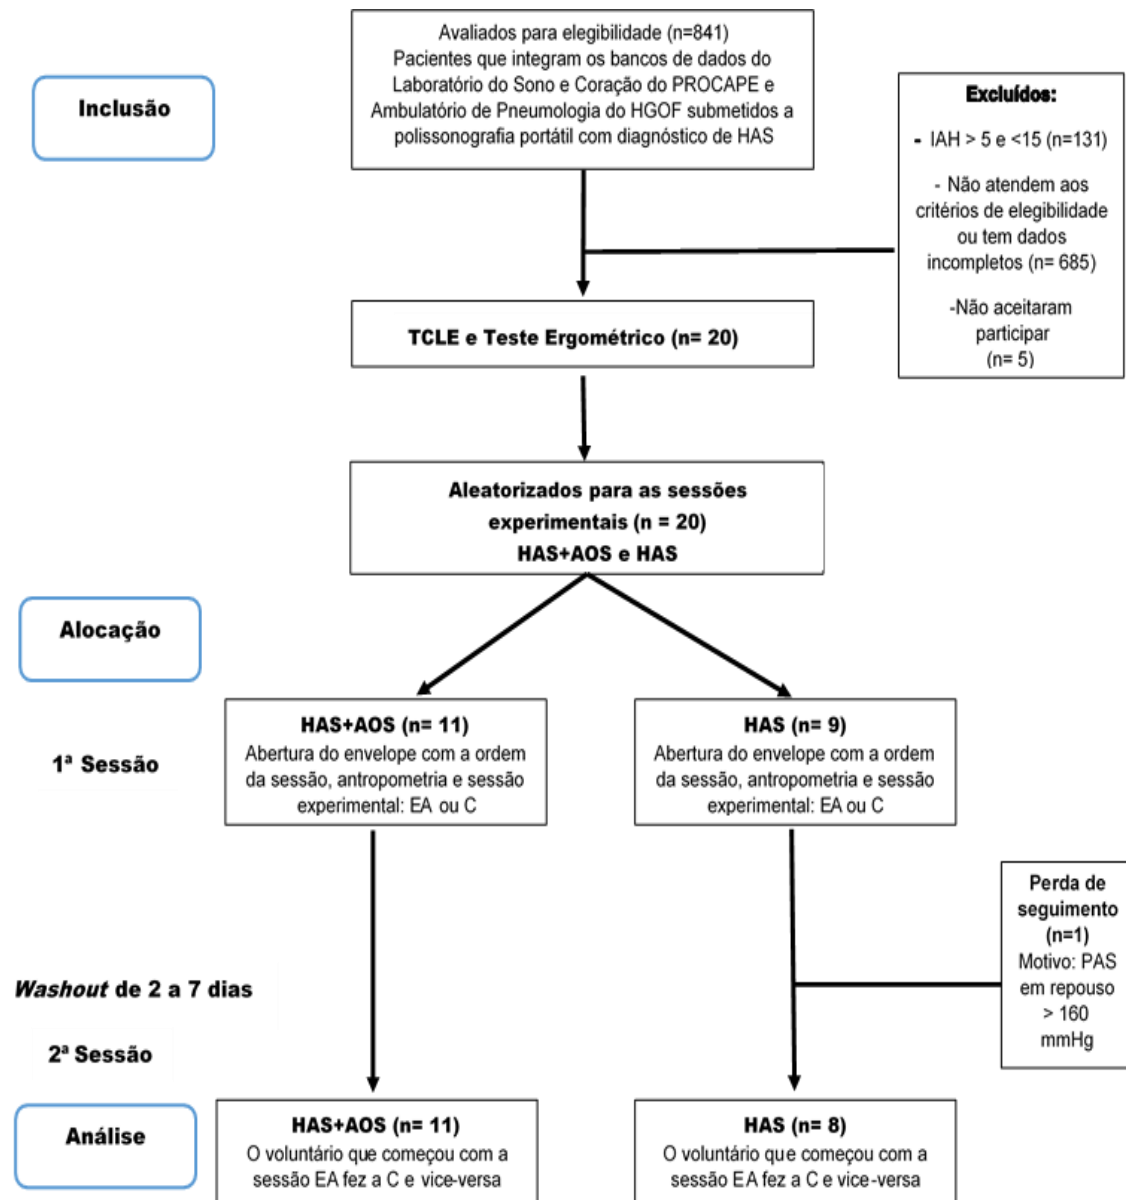 Avaliados para elegibilidade (n=841)
Pacientes que integram os bancos de dados do
Laboratório do Sono e Coração do PROCAPE e
Ambulatório de Pneumologia do HGOF submetidos a
polissonografia portátil com diagnóstico de HAS
Inclusão
Excluídos:
- IAH > 5 e <15 (n=131)
- Não atendem aos
critérios de elegibilidade
ou tem dados
incompletos (n= 685)
-Não aceitaram
participar
(n= 5)
TCLE e Teste Ergométrico (n= 20)
Aleatorizados para as sessões
experimentais (n = 20)
HAS+AOS e HAS
Alocação
1ª Sessão
HAS+AOS (n= 11)
Abertura do envelope com a ordem
da sessão, antropometria e sessão
experimental: EA ou C
HAS (n= 9)
Abertura do envelope com a ordem
da sessão, antropometria e sessão
experimental: EA ou C
Perda de
seguimento
(n=1)
Motivo: PAS
em repouso
> 160
mmHg
Washout de 2 a 7 dias
2ª Sessão
Análise
HAS+AOS (n= 11)
O voluntário que começou com a
sessão EA fez a C e vice-versa
HAS (n= 8)
O voluntário que começou com a
sessão EA fez a C e vice-versa